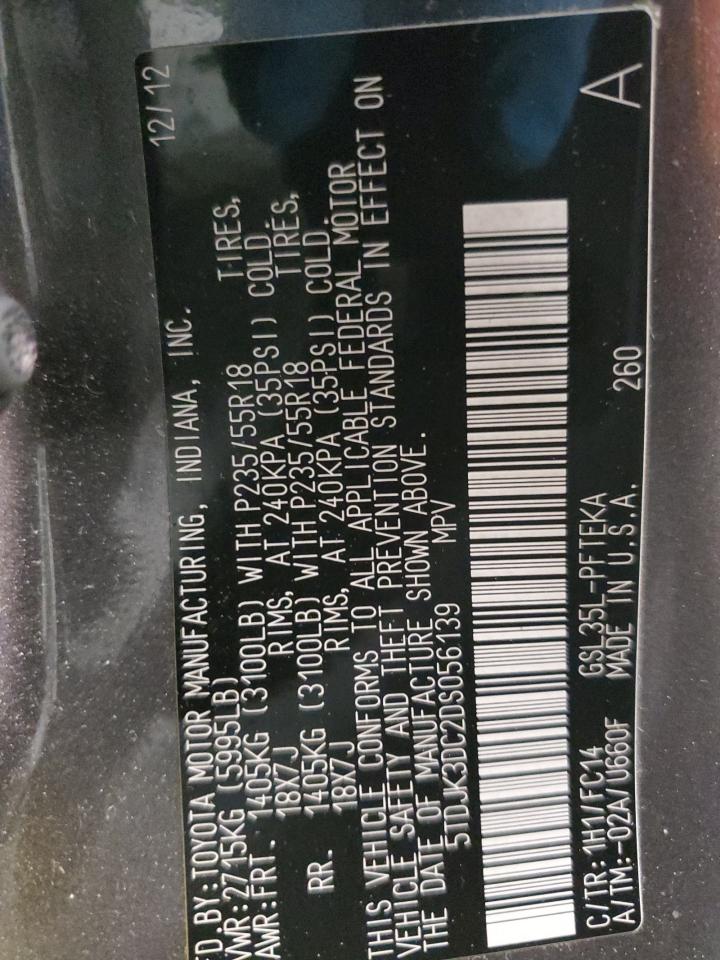 FD.BY:TOYOTA MOTOR MANUFACTURING, INDIANA, INC. 12/12
VWR:2715KG (5995LB)
AWR:FRT. 1405KG (3100LB) WITH P235/55R18 TIRES,
18X7J RIMS, AT 240KPA (35PSI) COLD.
RR. 1405KG (3100LB) WITH P235/55R18 TIRES,
18X7J RIMS, AT 240KPA (35PSI) COLD.
THIS VEHICLE CONFORMS TO ALL APPLICABLE FEDERAL MOTOR
VEHICLE SAFETY AND THEFT PREVENTION STANDARDS IN EFFECT ON
THE DATE OF MANUFACTURE SHOWN ABOVE.
5TDJK3DC2DS056139 MPV
C/TR:1H1/FC14 GSL35L-PFTEKA
A/TM:-02A/U660F MADE IN U.S.A. 260 A